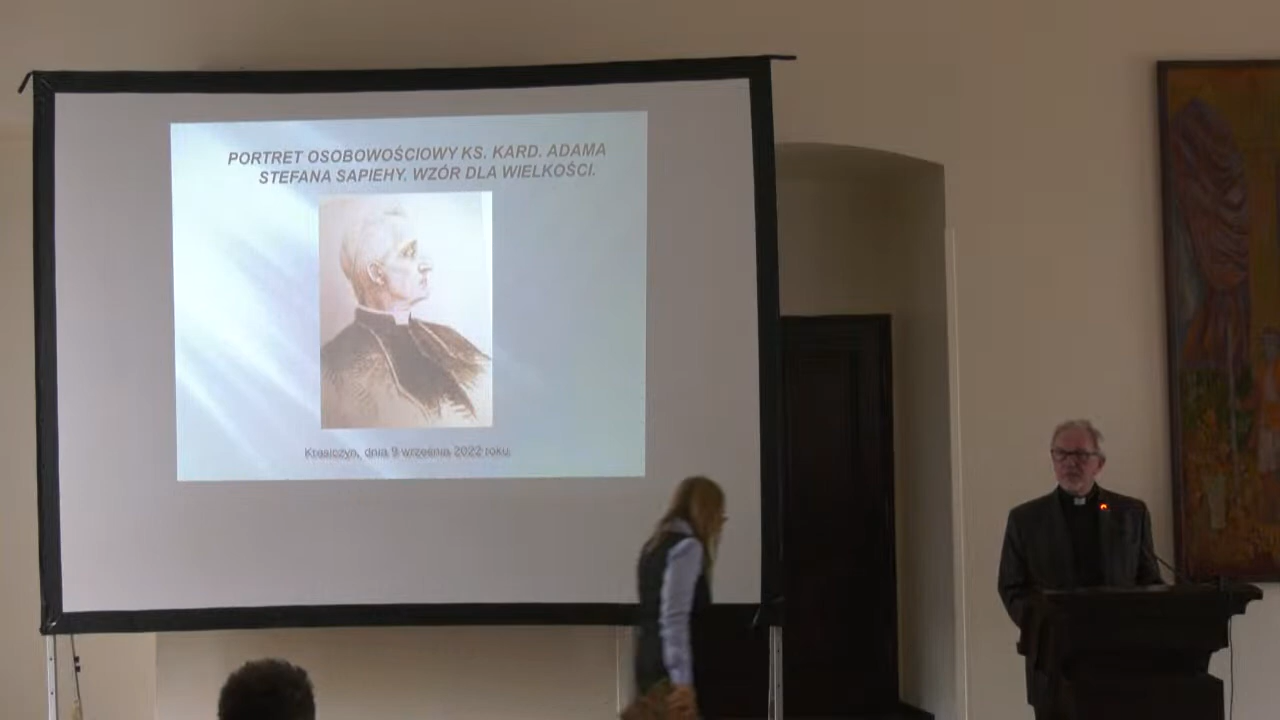 PORTRET OSOBOWOŚCIOWY KS. KARD. ADAMA
STEFANA SAPIEHY. WZÓR DLA WIELKOŚCI.
Krasiczyn, dnia 9 września 2022 roku.